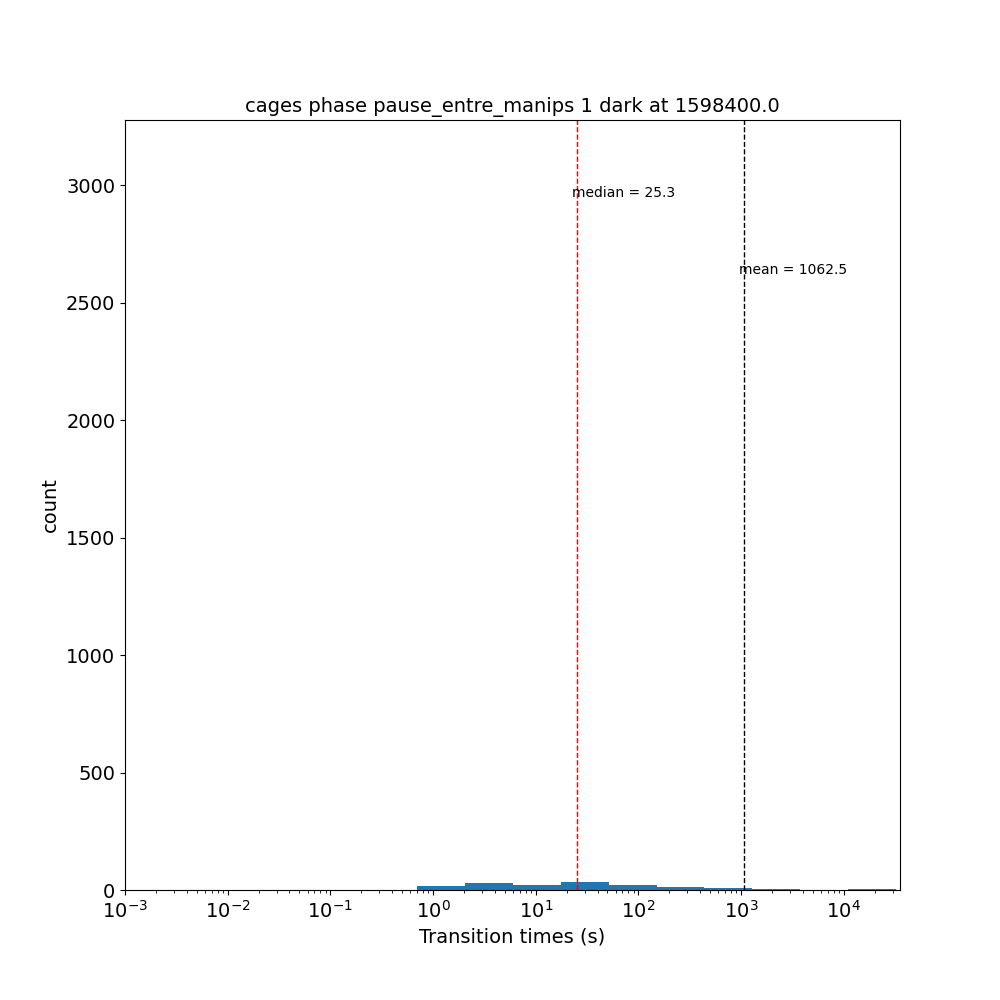 cages phase pause_entre_manips 1 dark at 1598400.0
median = 25.3
mean = 1062.5
3000
2500
2000
1500
1000
500
0
count
10⁻³ 10⁻² 10⁻¹ 10⁰ 10¹ 10² 10³ 10⁴
Transition times (s)